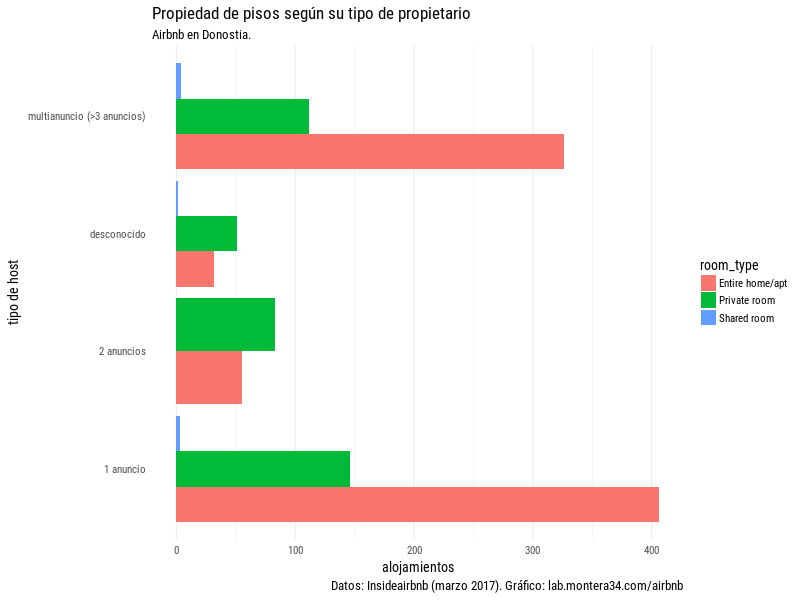 Propiedad de pisos según su tipo de propietario
Airbnb en Donostia.
multianuncio (>3 anuncios)
desconocido
2 anuncios
1 anuncio
tipo de host
0 100 200 300 400
alojamientos
Datos: Insideairbnb (marzo 2017). Gráfico: lab.montera34.com/airbnb
room_type
Entire home/apt
Private room
Shared room